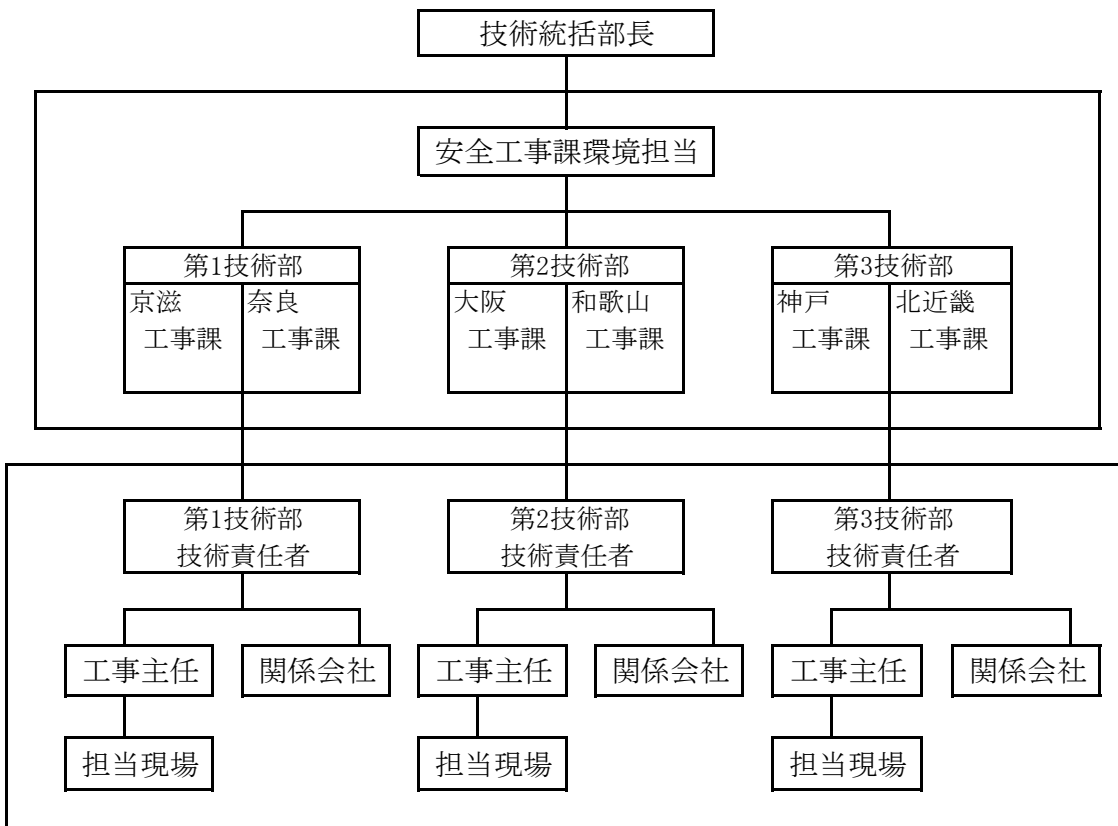 技術統括部長
安全工事課環境担当
第1技術部
京滋
工事課
奈良
工事課
第2技術部
大阪
工事課
和歌山
工事課
第3技術部
神戸
工事課
北近畿
工事課
第1技術部
技術責任者
第2技術部
技術責任者
第3技術部
技術責任者
工事主任
関係会社
工事主任
関係会社
工事主任
関係会社
担当現場
担当現場
担当現場